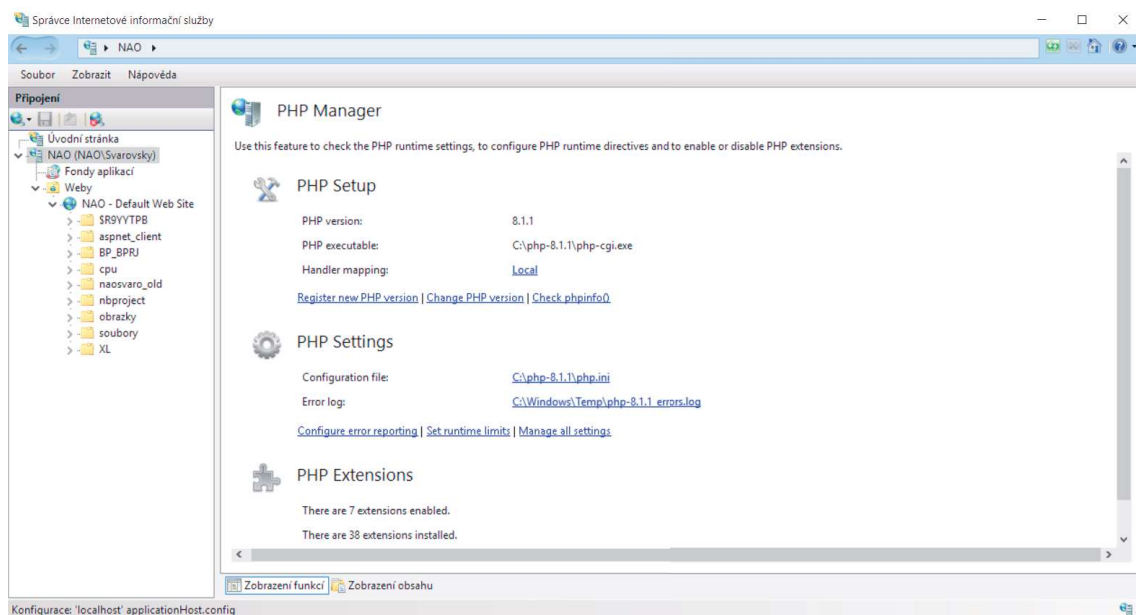 Správce Internetové informační služby
NAO
Soubor Zobrazit Nápověda
Připojení
Úvodní stránka
NAO (NAO\Svarovsky)
Fondy aplikací
Weby
NAO - Default Web Site
$R9YYTPB
aspnet_client
BP_BPRJ
cpu
naosvaro_old
nbproject
obrazky
soubory
XL
PHP Manager
Use this feature to check the PHP runtime settings, to configure PHP runtime directives and to enable or disable PHP extensions.
PHP Setup
PHP version: 8.1.1
PHP executable: C:\php-8.1.1\php-cgi.exe
Handler mapping: Local
Register new PHP version | Change PHP version | Check phpinfo()
PHP Settings
Configuration file: C:\php-8.1.1\php.ini
Error log: C:\Windows\Temp\php-8.1.1_errors.log
Configure error reporting | Set runtime limits | Manage all settings
PHP Extensions
There are 7 extensions enabled.
There are 38 extensions installed.
Zobrazení funkcí Zobrazení obsahu
Konfigurace: 'localhost' applicationHost.config